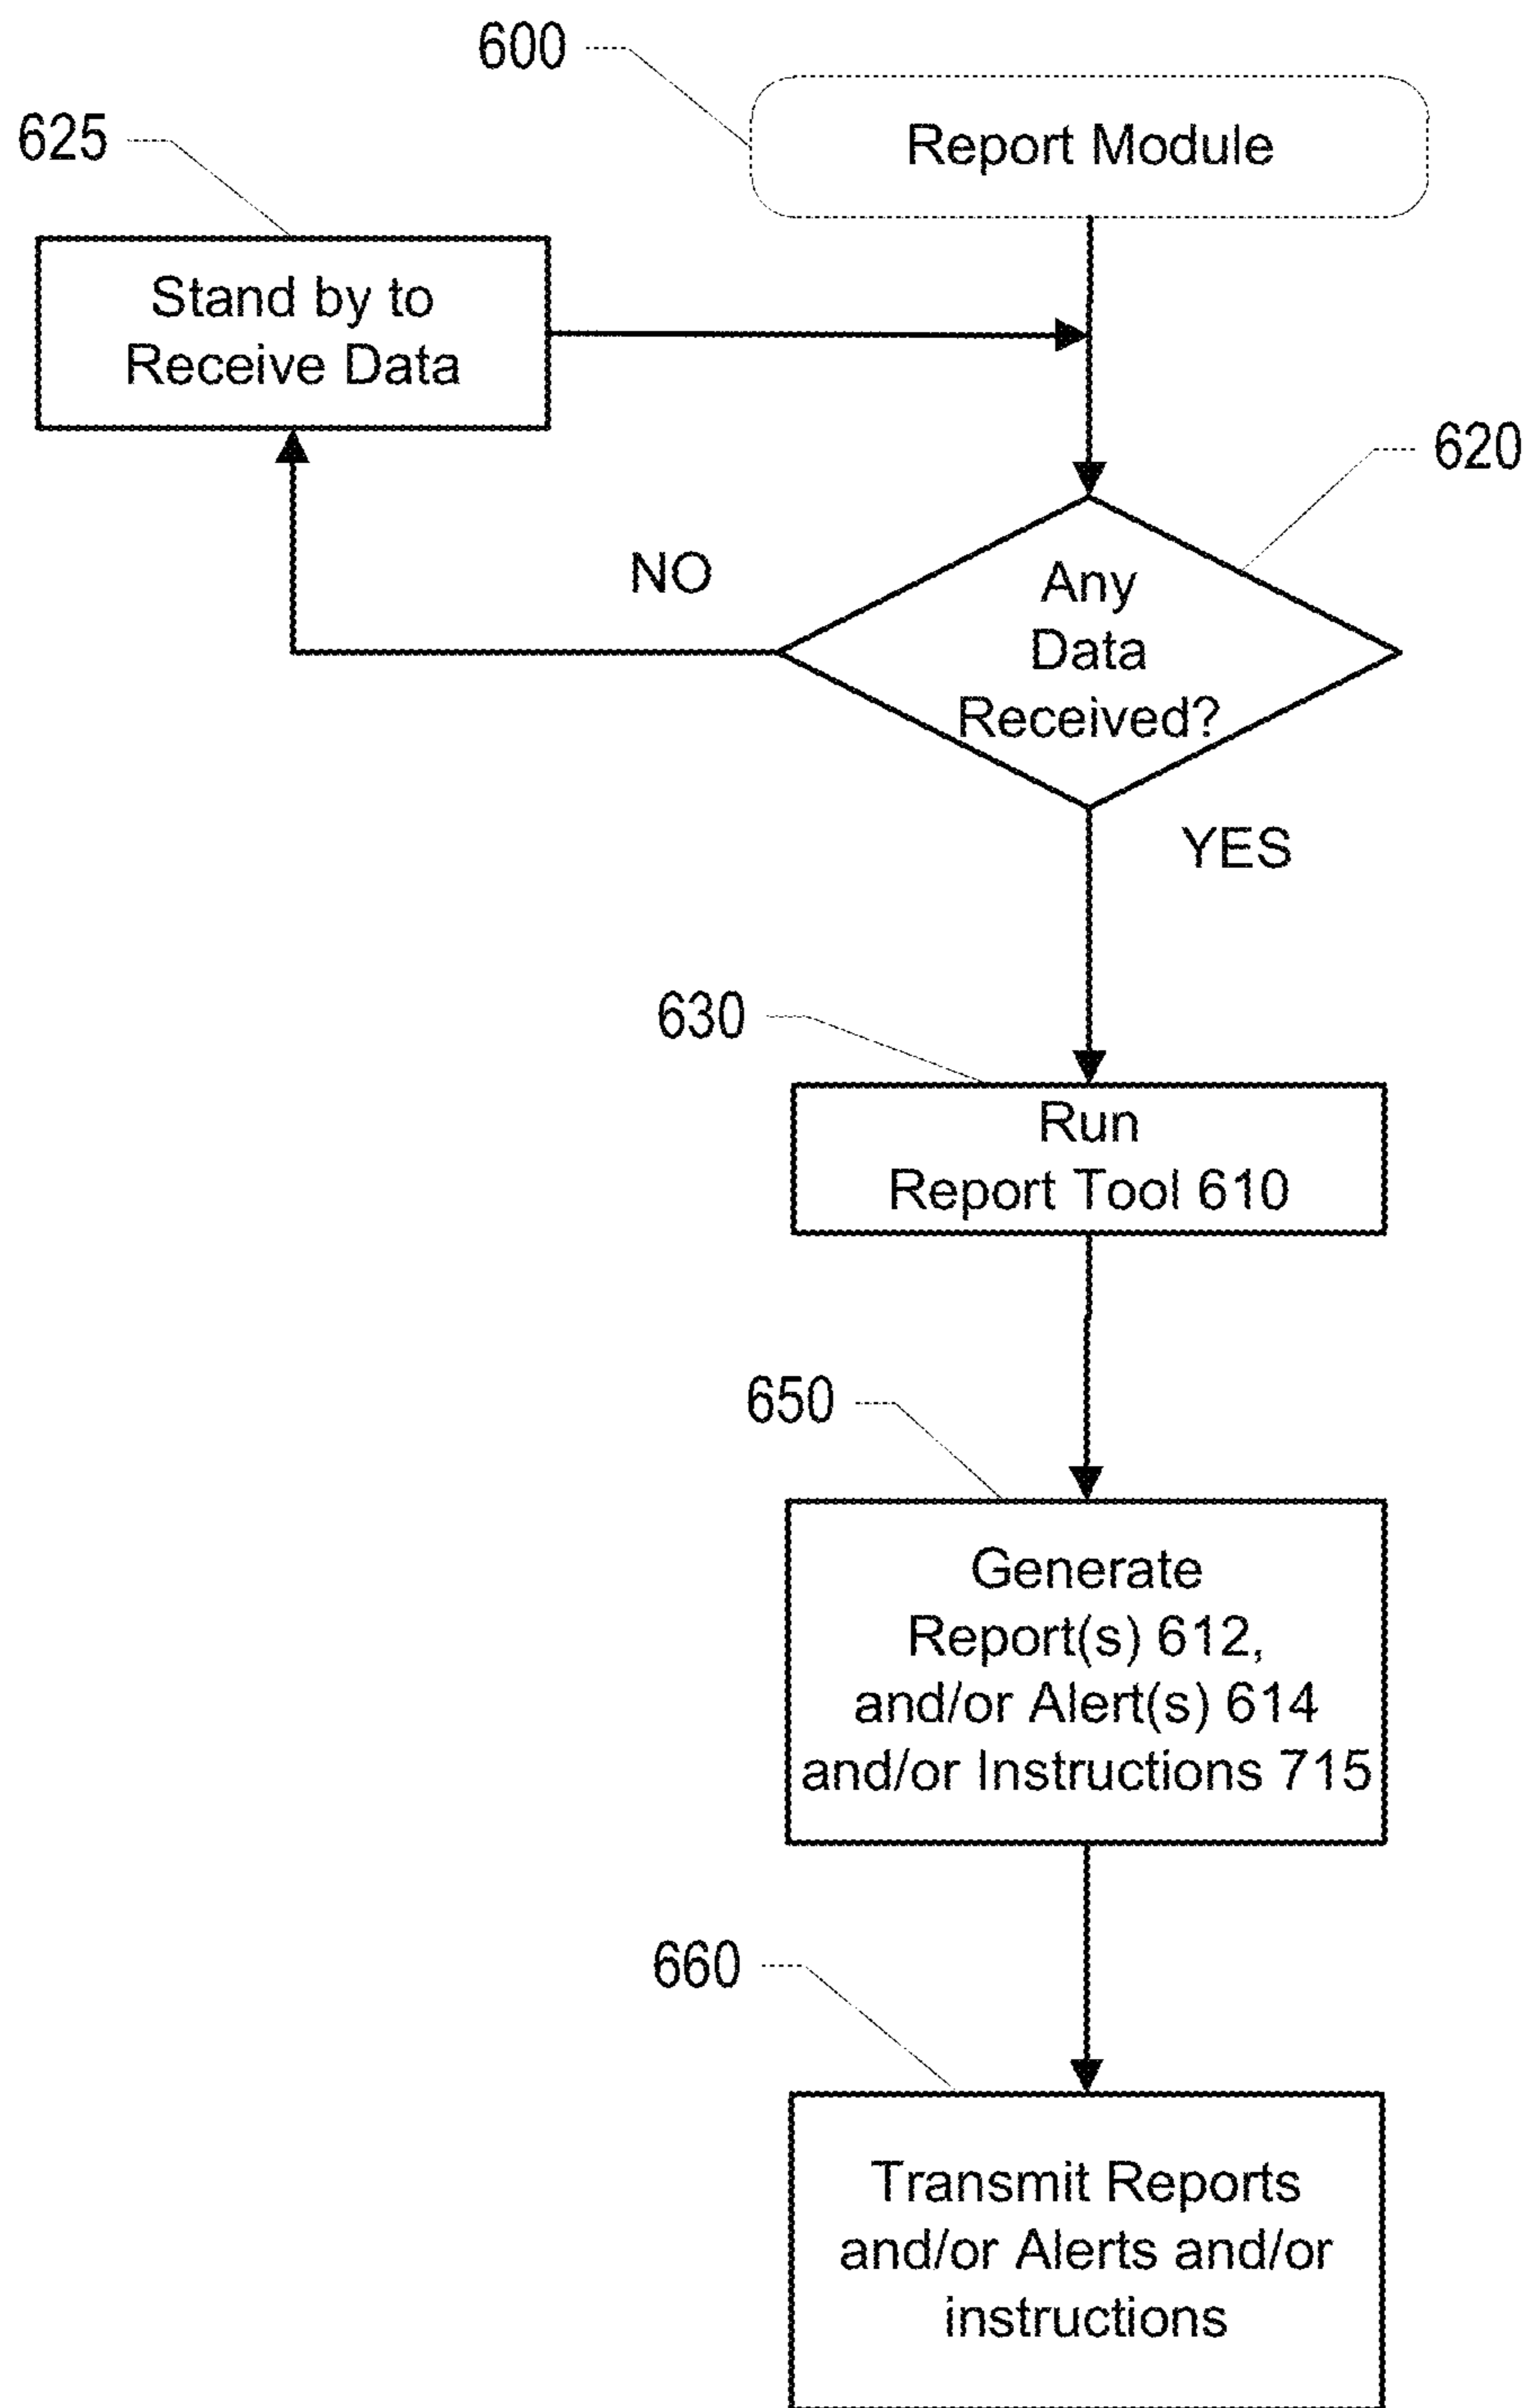 600
Report Module
625
Stand by to
Receive Data
620
NO
Any
Data
Received?
YES
630
Run
Report Tool 610
650
Generate
Report(s) 612,
and/or Alert(s) 614
and/or Instructions 715
660
Transmit Reports
and/or Alerts and/or
instructions